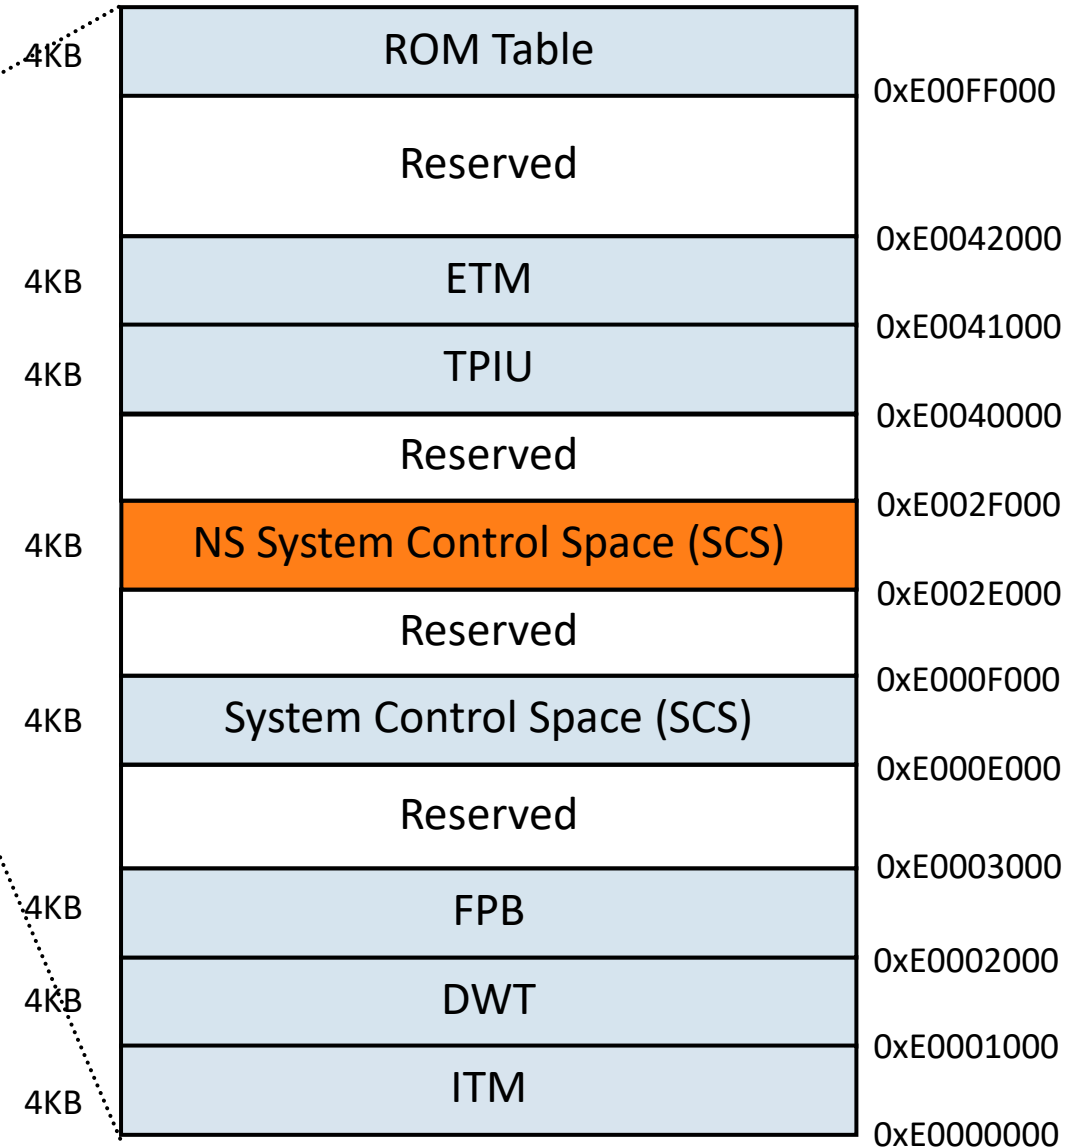 4KB
ROM Table
0xE00FF000
Reserved
0xE0042000
4KB
ETM
0xE0041000
4KB
TPIU
0xE0040000
Reserved
0xE002F000
4KB
NS System Control Space (SCS)
0xE002E000
Reserved
0xE000F000
4KB
System Control Space (SCS)
0xE000E000
Reserved
0xE0003000
4KB
FPB
0xE0002000
4KB
DWT
0xE0001000
4KB
ITM
0xE0000000